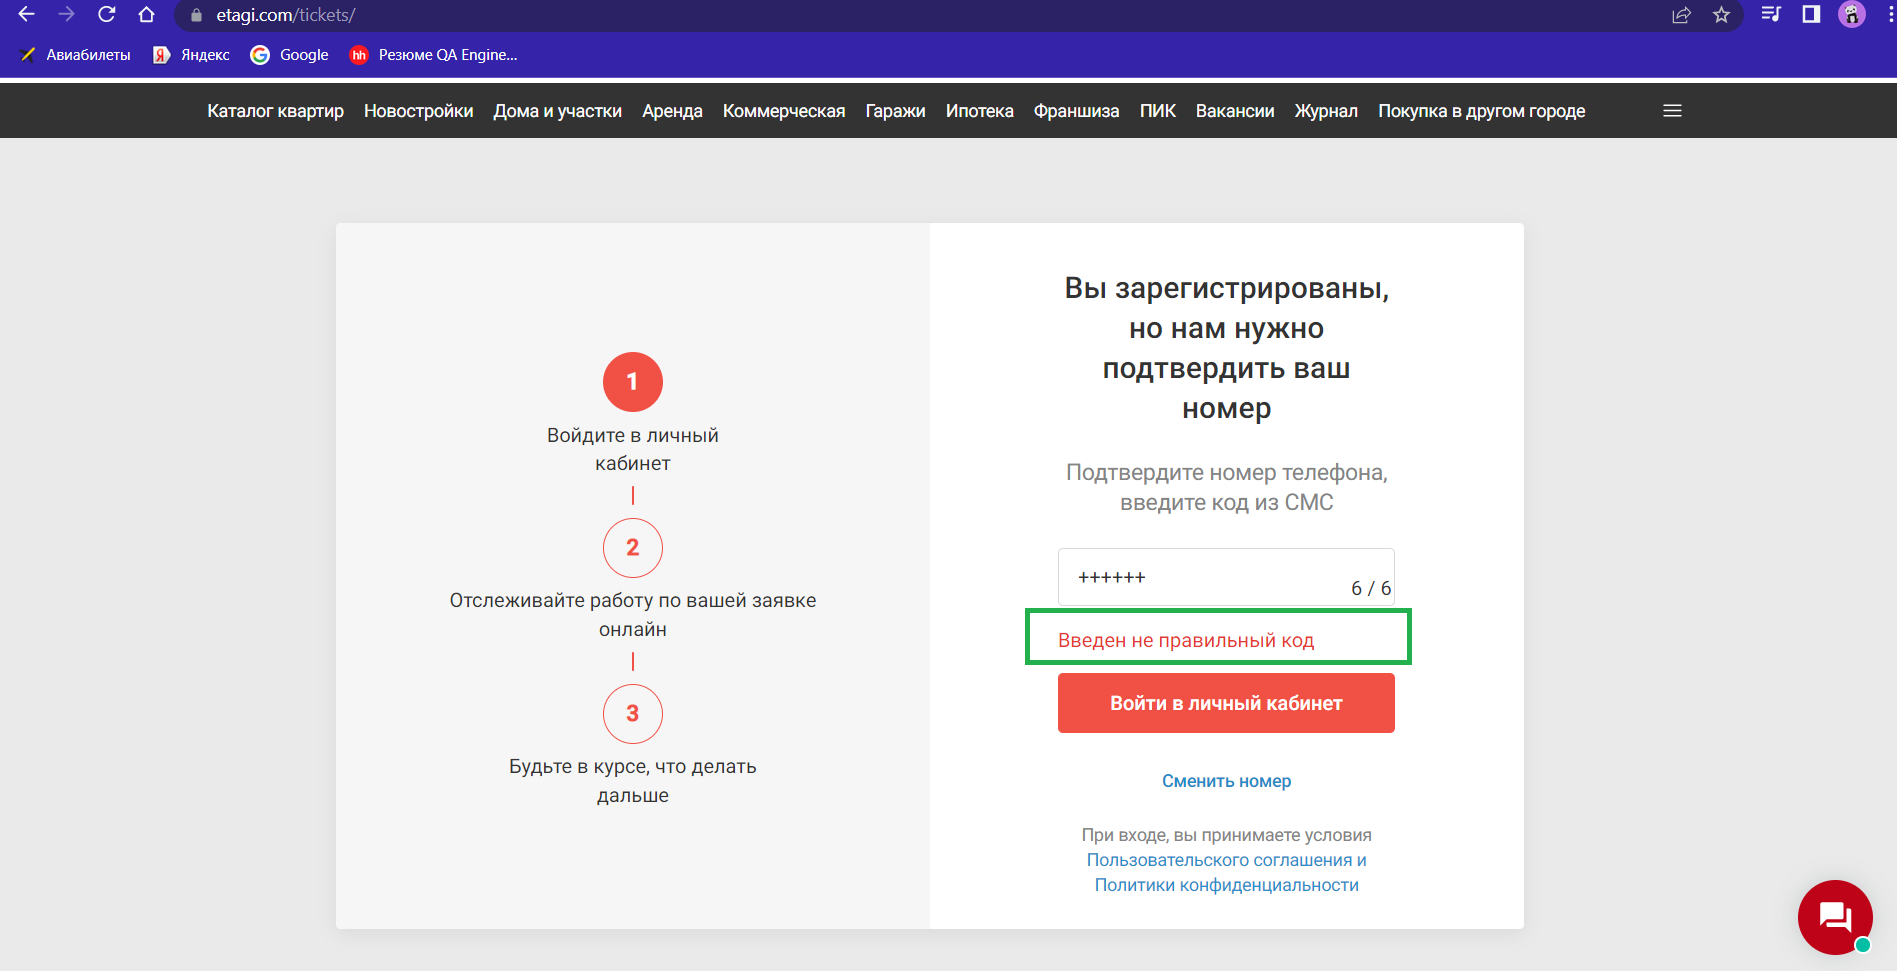 etagi.com/tickets/
Авиабилеты Яндекс Google hh Резюме QA Engine...
Каталог квартир Новостройки Дома и участки Аренда Коммерческая Гаражи Ипотека Франшиза ПИК Вакансии Журнал Покупка в другом городе
1
Войдите в личный
кабинет
2
Отслеживайте работу по вашей заявке
онлайн
3
Будьте в курсе, что делать
дальше
Вы зарегистрированы,
но нам нужно
подтвердить ваш
номер
Подтвердите номер телефона,
введите код из СМС
++++++ 6 / 6
Введен не правильный код
Войти в личный кабинет
Сменить номер
При входе, вы принимаете условия
Пользовательского соглашения и
Политики конфиденциальности